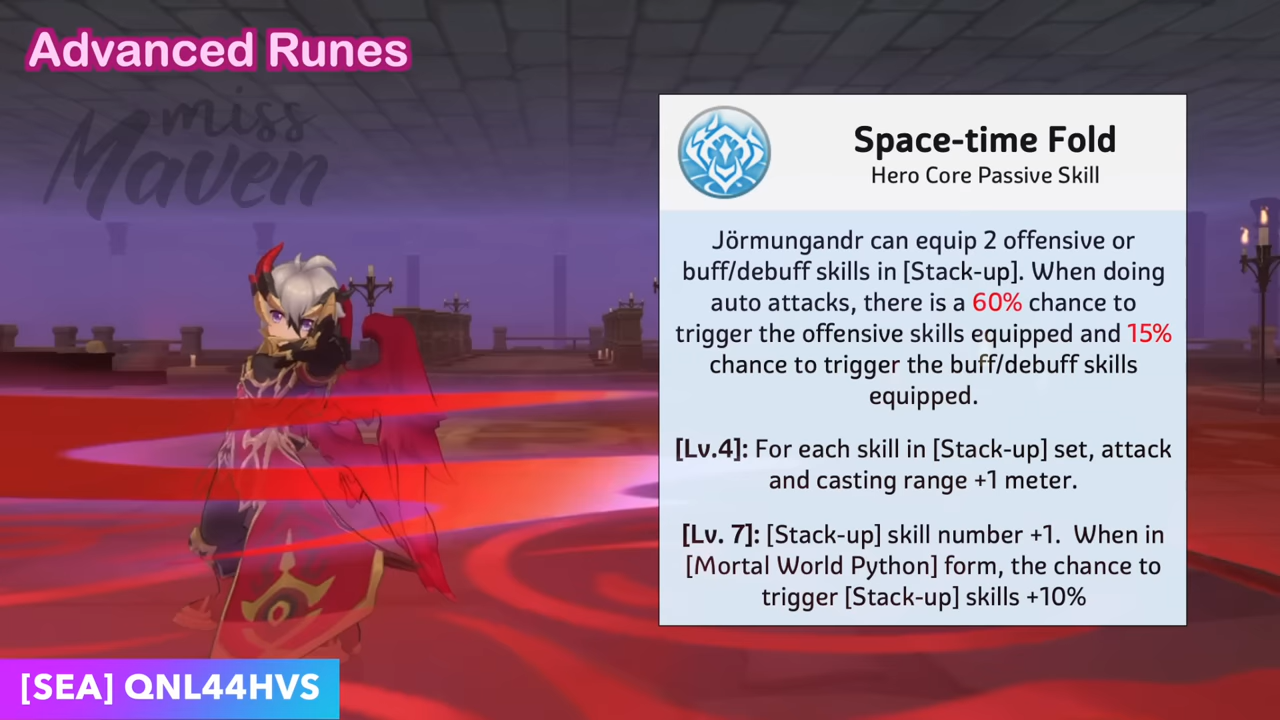 Advanced Runes
miss
Maven
Space-time Fold
Hero Core Passive Skill
Jörmungandr can equip 2 offensive or
buff/debuff skills in [Stack-up]. When doing
auto attacks, there is a 60% chance to
trigger the offensive skills equipped and 15%
chance to trigger the buff/debuff skills
equipped.
[Lv.4]: For each skill in [Stack-up] set, attack
and casting range +1 meter.
[Lv. 7]: [Stack-up] skill number +1. When in
[Mortal World Python] form, the chance to
trigger [Stack-up] skills +10%
[SEA] QNL44HVS